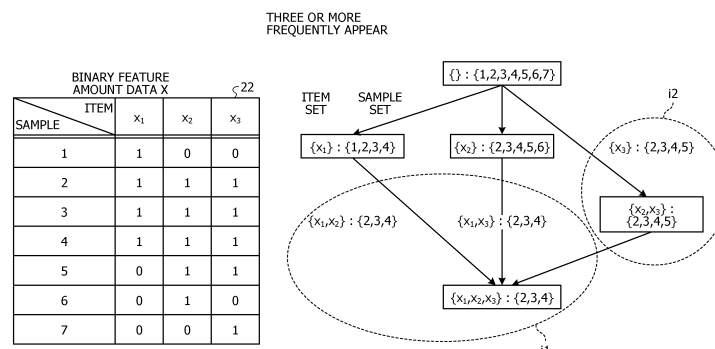 THREE OR MORE
FREQUENTLY APPEAR
BINARY FEATURE
AMOUNT DATA X
22
ITEM
SAMPLE
x₁ x₂ x₃
1 1 0 0
2 1 1 1
3 1 1 1
4 1 1 1
5 0 1 1
6 0 1 0
7 0 0 1
{} : {1,2,3,4,5,6,7}
ITEM
SET
SAMPLE
SET
i2
{x₁} : {1,2,3,4}
{x₂} : {2,3,4,5,6}
{x₃} : {2,3,4,5}
{x₂,x₃} :
{2,3,4,5}
{x₁,x₂} : {2,3,4}
{x₁,x₃} : {2,3,4}
{x₁,x₂,x₃} : {2,3,4}
i1